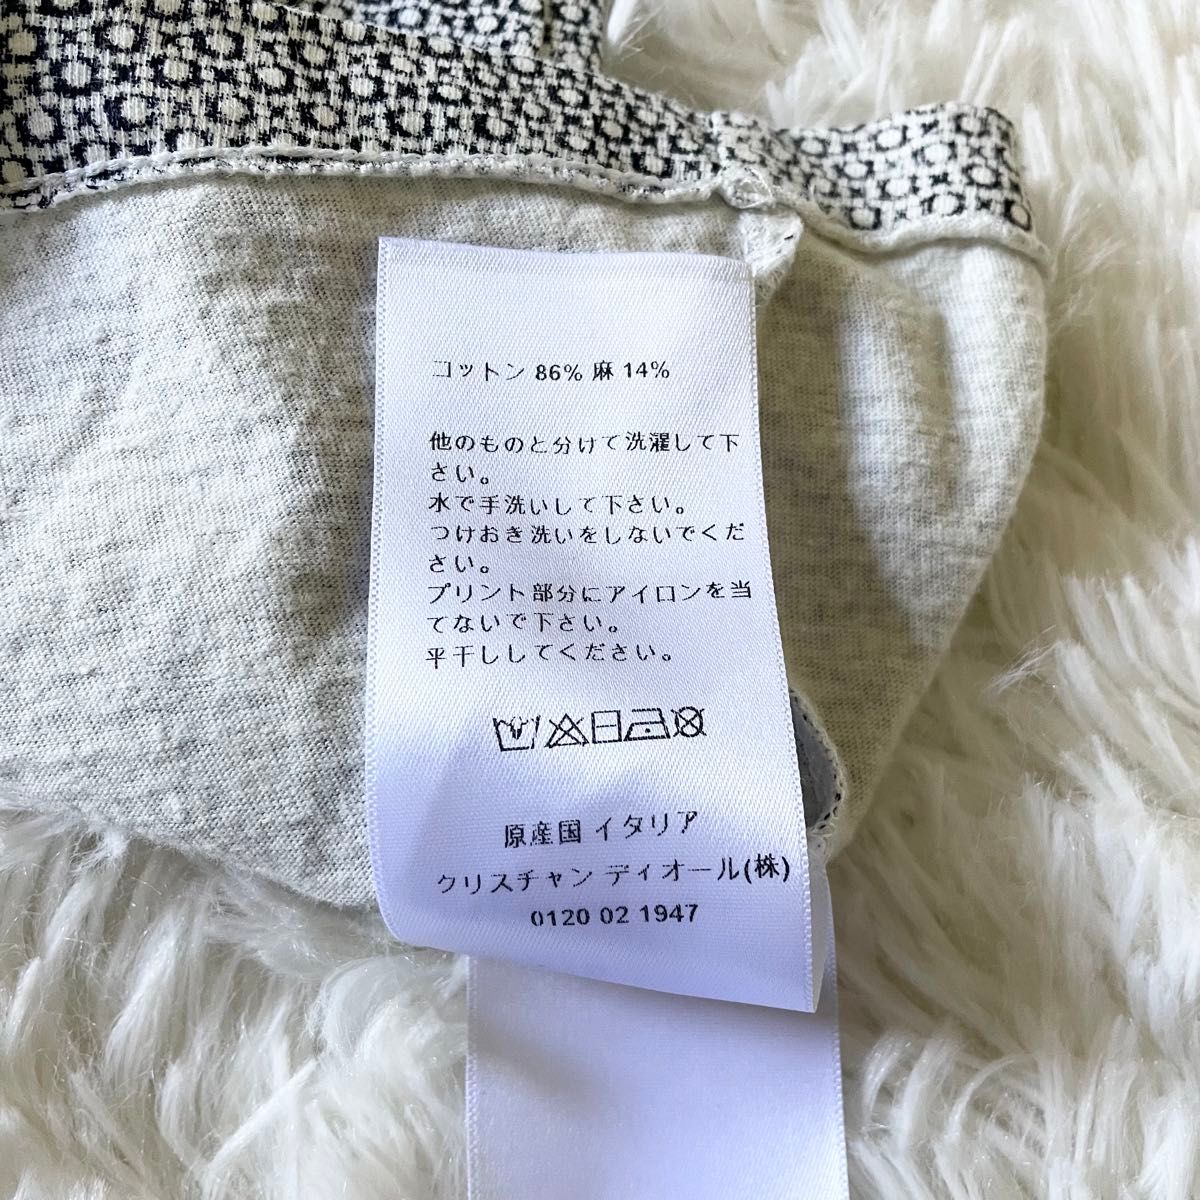 コットン 86% 麻 14%
他のものと分けて洗濯して下
さい。
水で手洗いして下さい。
つけおき洗いをしないでくだ
さい。
プリント部分にアイロンを当
てないで下さい。
平干ししてください。
原産国 イタリア
クリスチャン ディオール(株)
0120 02 1947